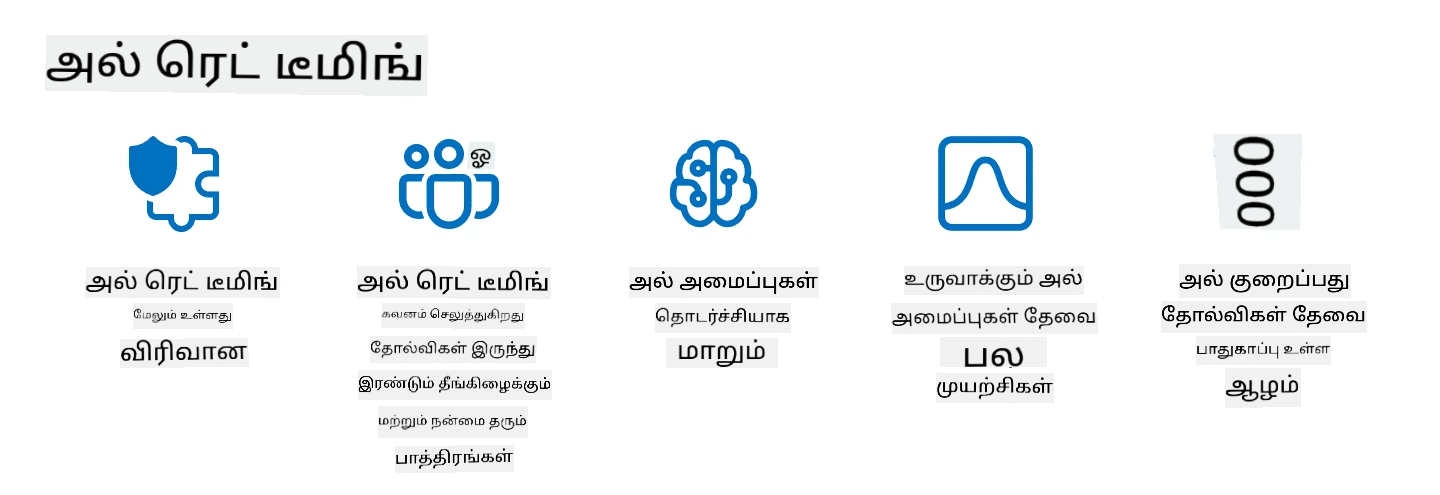 அல் ரெட் டீமிங்
ஓ
000
அல் ரெட் டீமிங்
மேலும் உள்ளது
விரிவான
அல் ரெட் டீமிங்
கவனம் செலுத்துகிறது
தோல்விகள் இருந்து
இரண்டும் தீங்கிழைக்கும்
மற்றும் நன்மை தரும்
பாத்திரங்கள்
அல் அமைப்புகள்
தொடர்ச்சியாக
மாறும்
உருவாக்கும் அல்
அமைப்புகள் தேவை
பல
முயற்சிகள்
அல் குறைப்பது
தோல்விகள் தேவை
பாதுகாப்பு உள்ள
ஆழம்